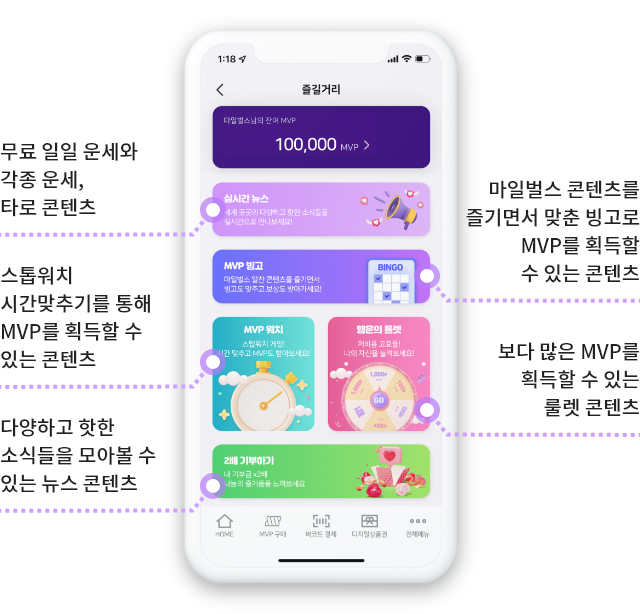 1:18
즐길거리
마일벌스님의 잔여 MVP
100,000 MVP
무료 일일 운세와
각종 운세,
타로 콘텐츠
실시간 뉴스
세계 곳곳의 다양하고 핫한 소식들을
실시간으로 만나보세요!
마일벌스 콘텐츠를
즐기면서 맞춘 빙고로
MVP를 획득할
수 있는 콘텐츠
MVP 빙고
마일벌스 알찬 콘텐츠를 즐기면서
빙고도 맞추고 보상도 받아가세요!
BINGO
스톱워치
시간맞추기를 통해
MVP를 획득할 수
있는 콘텐츠
MVP 워치
스탑워치 게임!
시간 맞추고 MVP도 받아보세요!
행운의 룰렛
저비용 고효율!
나의 자신을 늘려보세요!
1,000+
GO
보다 많은 MVP를
획득할 수 있는
룰렛 콘텐츠
다양하고 핫한
소식들을 모아볼 수
있는 뉴스 콘텐츠
2배 기부하기
내 기부금 x2배
나눔의 즐거움을 느껴보세요
HOME
MVP 구매
바코드 결제
디지털상품권
전체메뉴